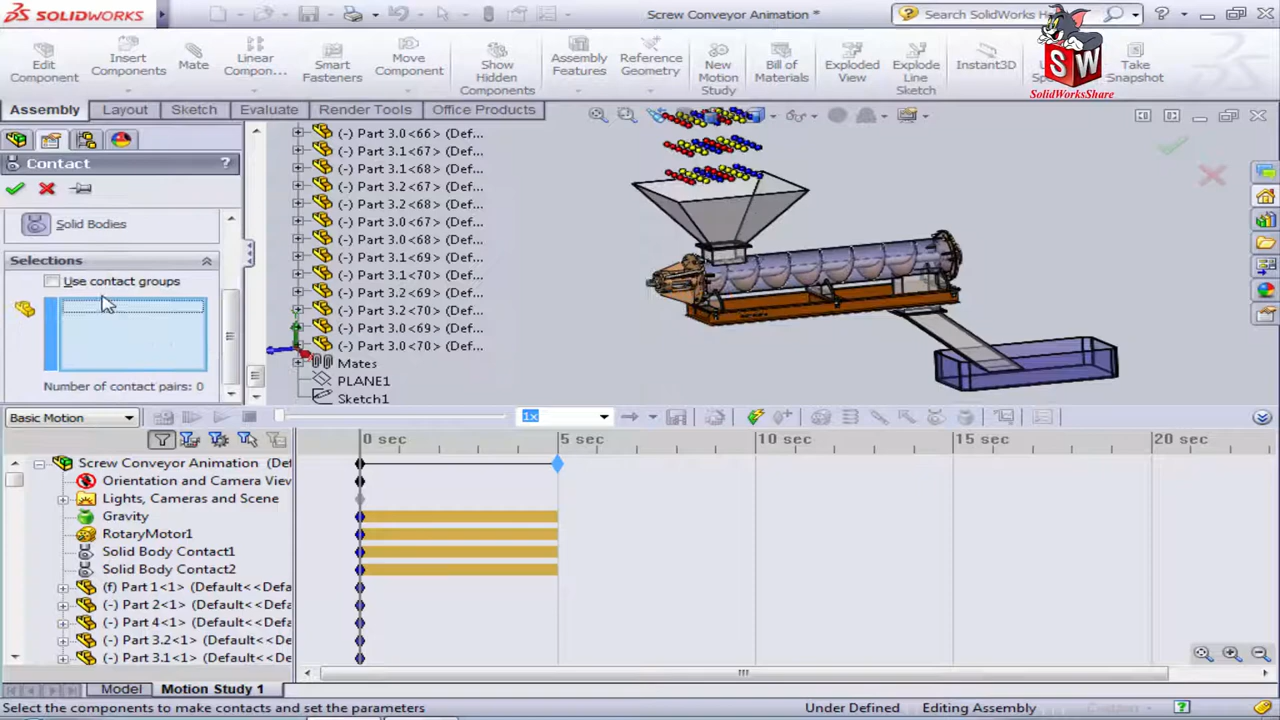 SOLIDWORKS
Screw Conveyor Animation *
Search SolidWorks He
Edit Component
Insert Components
Mate
Linear Compon...
Smart Fasteners
Move Component
Show Hidden Components
Assembly Features
Reference Geometry
New Motion Study
Bill of Materials
Exploded View
Explode Line Sketch
Instant3D
Take Snapshot
SW
SolidWorksShare
Assembly
Layout
Sketch
Evaluate
Render Tools
Office Products
Contact
?
Solid Bodies
Selections
Use contact groups
Number of contact pairs: 0
(-) Part 3.0<66> (Def...
(-) Part 3.1<67> (Def...
(-) Part 3.1<68> (Def...
(-) Part 3.2<67> (Def...
(-) Part 3.2<68> (Def...
(-) Part 3.0<67> (Def...
(-) Part 3.0<68> (Def...
(-) Part 3.1<69> (Def...
(-) Part 3.1<70> (Def...
(-) Part 3.2<69> (Def...
(-) Part 3.2<70> (Def...
(-) Part 3.0<69> (Def...
(-) Part 3.0<70> (Def...
Mates
PLANE1
Sketch1
Basic Motion
1x
0 sec
5 sec
10 sec
15 sec
20 sec
Screw Conveyor Animation (Det
Orientation and Camera View
Lights, Cameras and Scene
Gravity
RotaryMotor1
Solid Body Contact1
Solid Body Contact2
(f) Part 1<1> (Default<<Defa
(-) Part 2<1> (Default<<Defa
(-) Part 4<1> (Default<<Defa
(-) Part 3.2<1> (Default<<De
(-) Part 3.1<1> (Default<<De
Model
Motion Study 1
Select the components to make contacts and set the parameters
Under Defined
Editing Assembly